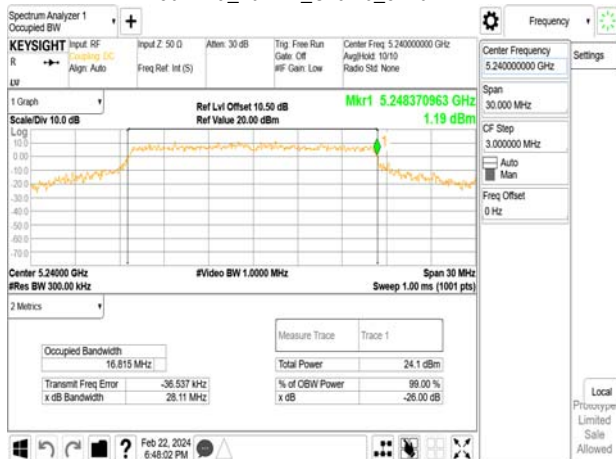 Spectrum Analyzer 1
Occupied BW
Frequency
KEYSIGHT
Input: RF
Coupling: DC
Align: Auto
Input Z: 50 Ω
Freq Ref: Int (S)
Atten: 30 dB
Trig: Free Run
Gate: Off
#IF Gain: Low
Center Freq: 5.240000000 GHz
Avg|Hold: 10/10
Radio Std: None
R
LXI
Center Frequency
5.240000000 GHz
Settings
Span
30.000 MHz
CF Step
3.000000 MHz
Auto
Man
Freq Offset
0 Hz
1 Graph
Scale/Div 10.0 dB
Ref Lvl Offset 10.50 dB
Ref Value 20.00 dBm
Mkr1 5.248370963 GHz
1.19 dBm
Log
10.0
0.00
-10.0
-20.0
-30.0
-40.0
-50.0
-60.0
-70.0
1
Center 5.24000 GHz
#Res BW 300.00 kHz
#Video BW 1.0000 MHz
Span 30 MHz
Sweep 1.00 ms (1001 pts)
2 Metrics
Measure Trace Trace 1
Occupied Bandwidth
16.815 MHz
Total Power 24.1 dBm
Transmit Freq Error -36.537 kHz
% of OBW Power 99.00 %
x dB Bandwidth 28.11 MHz
x dB -26.00 dB
Local
Prototype
Limited
Sale
Allowed
Feb 22, 2024
6:48:02 PM